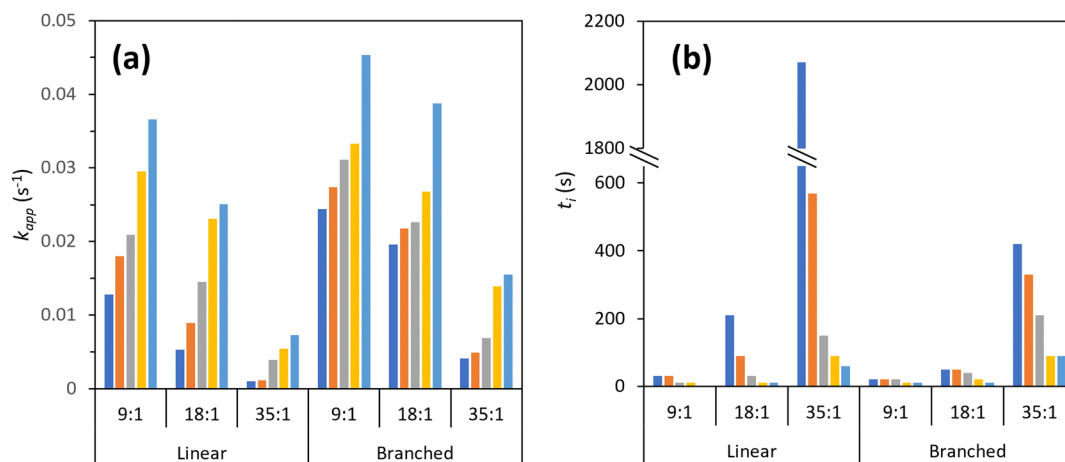 (a)
k_app (s⁻¹)
0.05
0.04
0.03
0.02
0.01
0
9:1 18:1 35:1 9:1 18:1 35:1
Linear Branched
(b)
t_i (s)
2200
2000
1800
600
400
200
0
9:1 18:1 35:1 9:1 18:1 35:1
Linear Branched